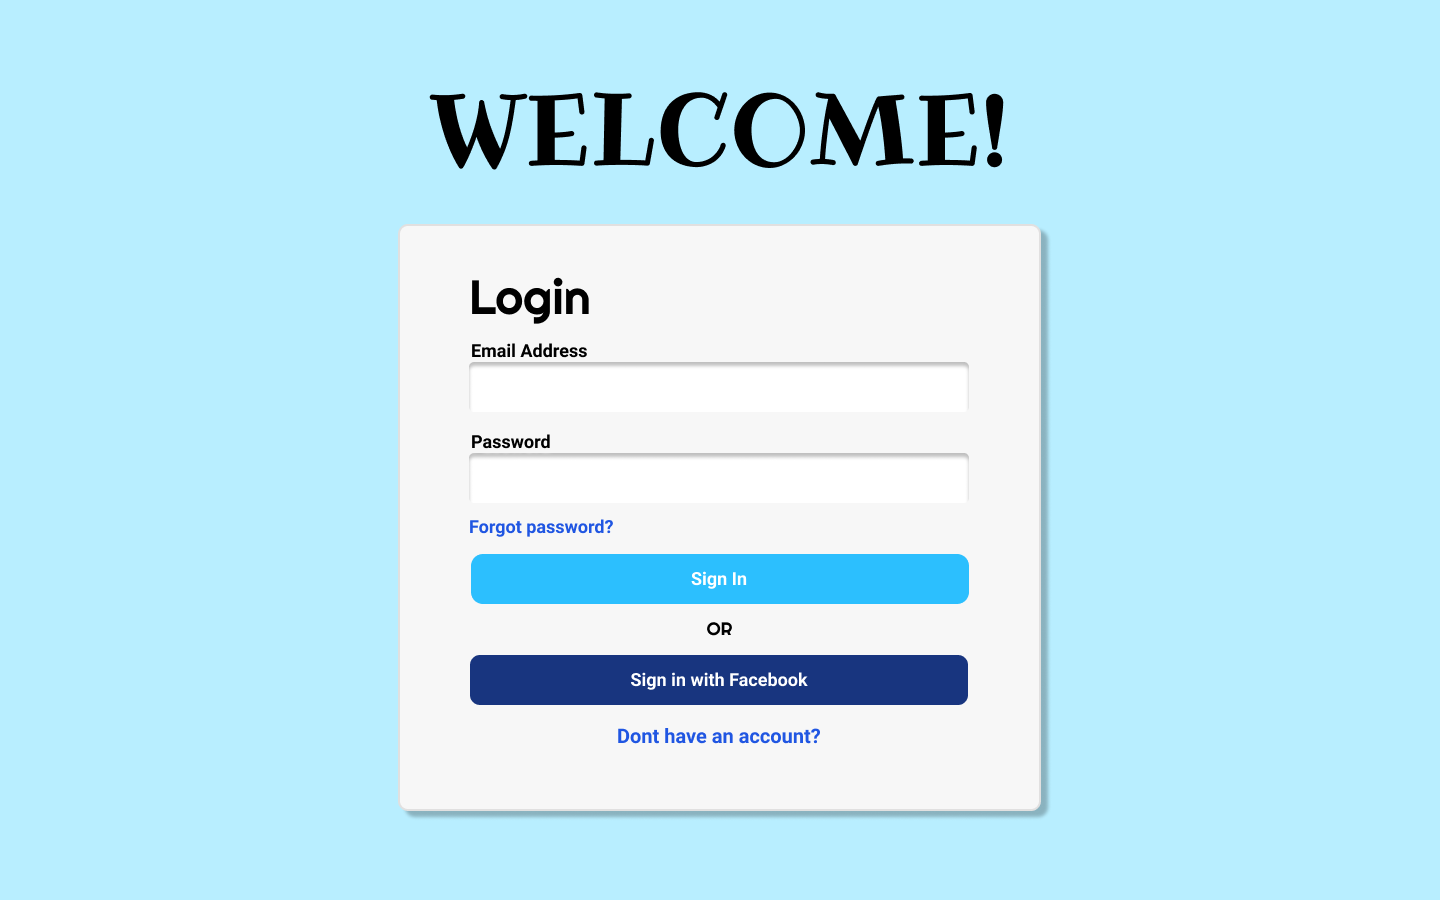 WELCOME!
Login
Email Address
Password
Forgot password?
Sign In
OR
Sign in with Facebook
Dont have an account?